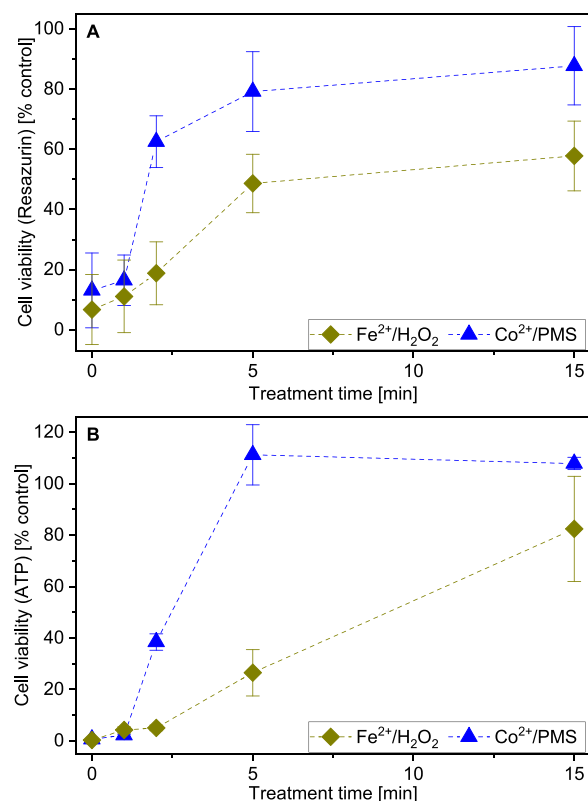 A
100
80
60
40
20
0
Cell viability (Resazurin) [% control]
Fe²⁺/H₂O₂ Co²⁺/PMS
0 5 10 15
Treatment time [min]
B
120
100
80
60
40
20
0
Cell viability (ATP) [% control]
Fe²⁺/H₂O₂ Co²⁺/PMS
0 5 10 15
Treatment time [min]